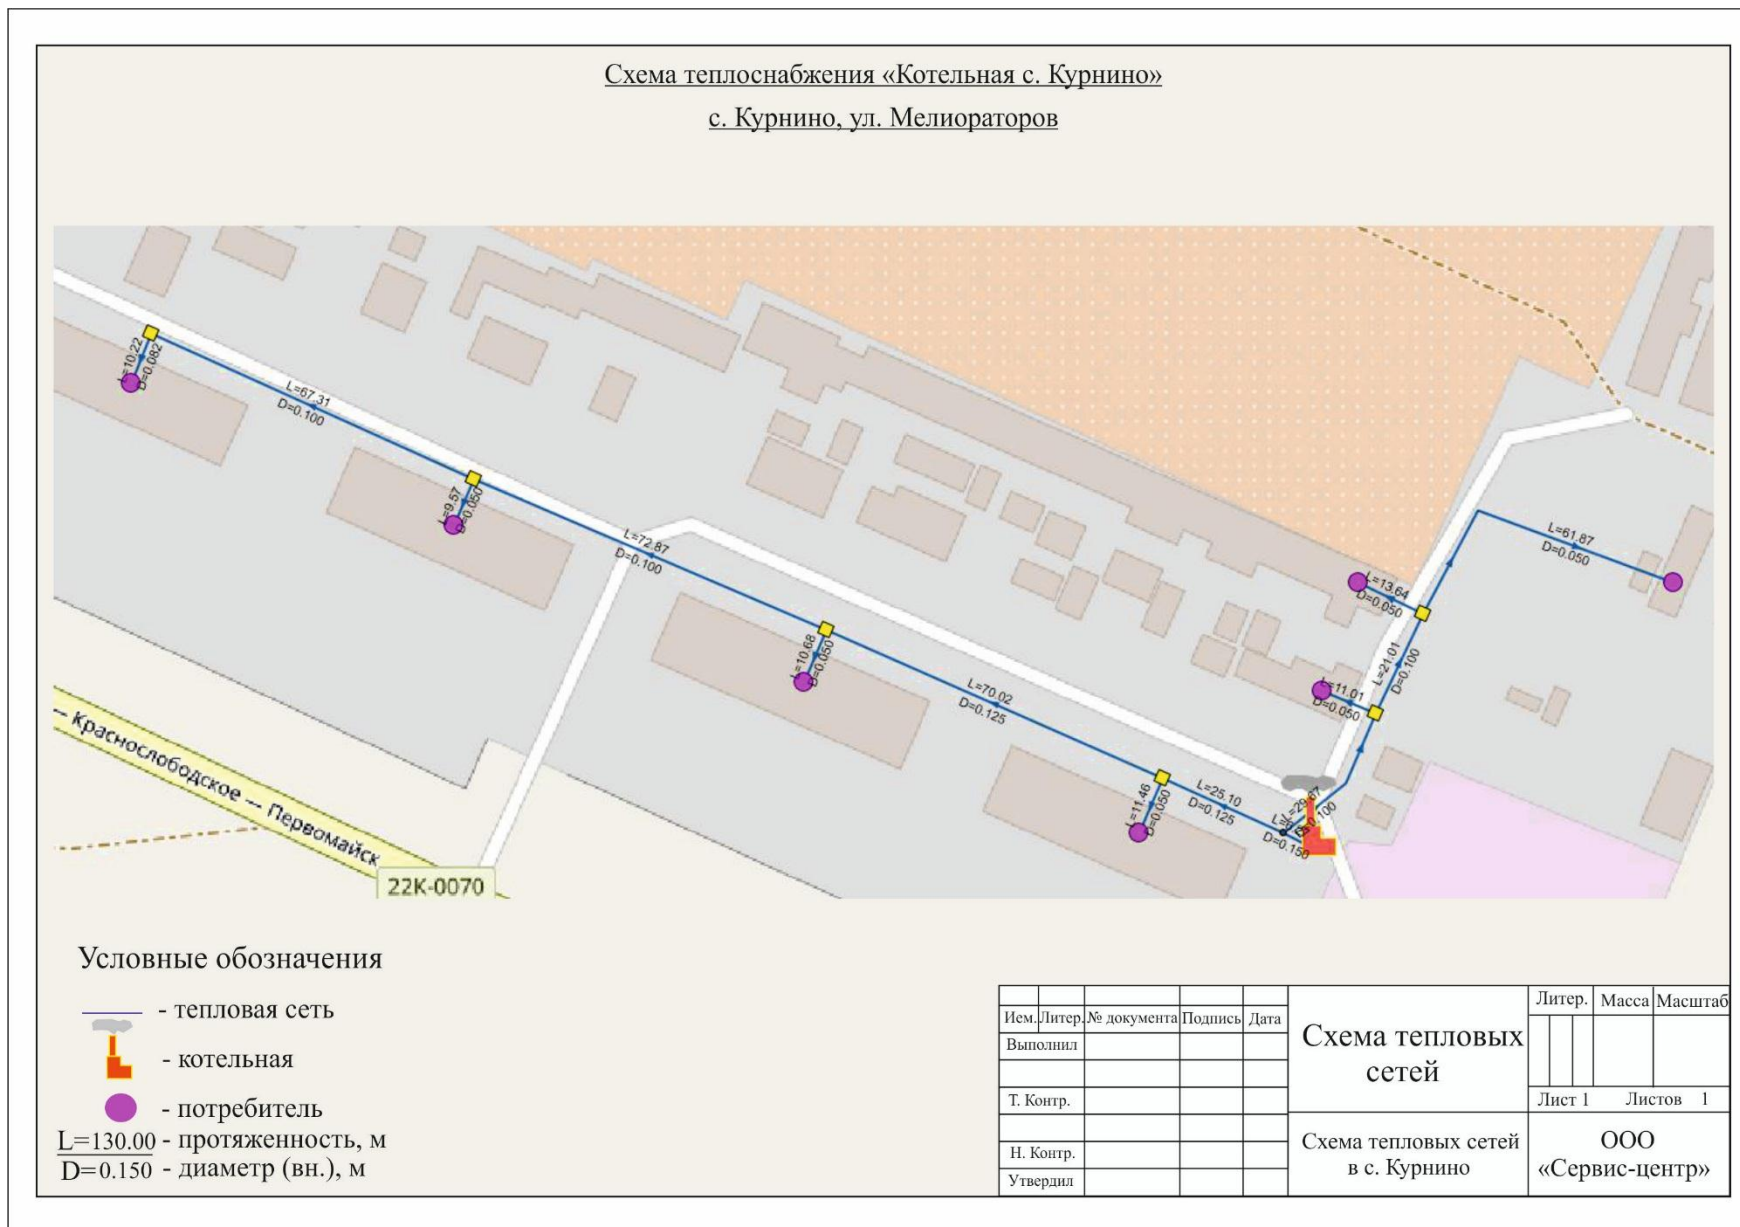 Схема теплоснабжения «Котельная с. Курнино»
с. Курнино, ул. Мелиораторов
L=10.22
D=0.082
L=67.31
D=0.100
L=9.57
D=0.050
L=72.87
D=0.100
L=10.68
D=0.050
L=70.02
D=0.125
L=11.46
D=0.050
L=25.10
D=0.125
D=0.150
L=29.67
L=11.01
D=0.050
L=21.01
D=0.100
L=13.64
D=0.050
L=61.87
D=0.050
— Краснослободское — Первомайск
22К-0070
Условные обозначения
- тепловая сеть
- котельная
- потребитель
L=130.00 - протяженность, м
D=0.150 - диаметр (вн.), м
Ием. Литер. № документа Подпись Дата
Выполнил
Т. Контр.
Н. Контр.
Утвердил
Схема тепловых
сетей
Схема тепловых сетей
в с. Курнино
Литер. Масса Масштаб
Лист 1 Листов 1
ООО
«Сервис-центр»